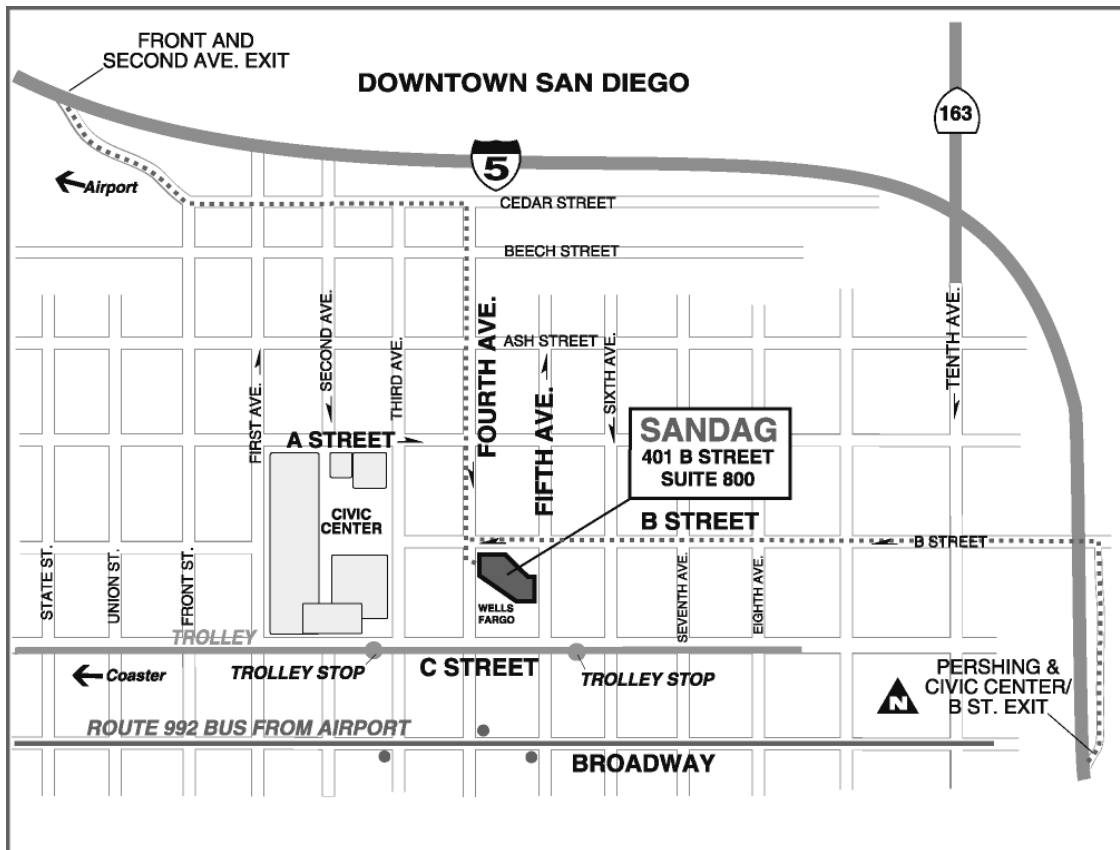 FRONT AND
SECOND AVE. EXIT
DOWNTOWN SAN DIEGO
163
5
Airport
CEDAR STREET
BEECH STREET
ASH STREET
FIRST AVE.
SECOND AVE.
THIRD AVE.
FOURTH AVE.
FIFTH AVE.
SIXTH AVE.
TENTH AVE.
A STREET
SANDAG
401 B STREET
SUITE 800
CIVIC
CENTER
B STREET
B STREET
STATE ST.
UNION ST.
FRONT ST.
WELLS
FARGO
SEVENTH AVE.
EIGHTH AVE.
TROLLEY
TROLLEY STOP
C STREET
TROLLEY STOP
Coaster
PERSHING &
CIVIC CENTER/
B ST. EXIT
N
ROUTE 992 BUS FROM AIRPORT
BROADWAY